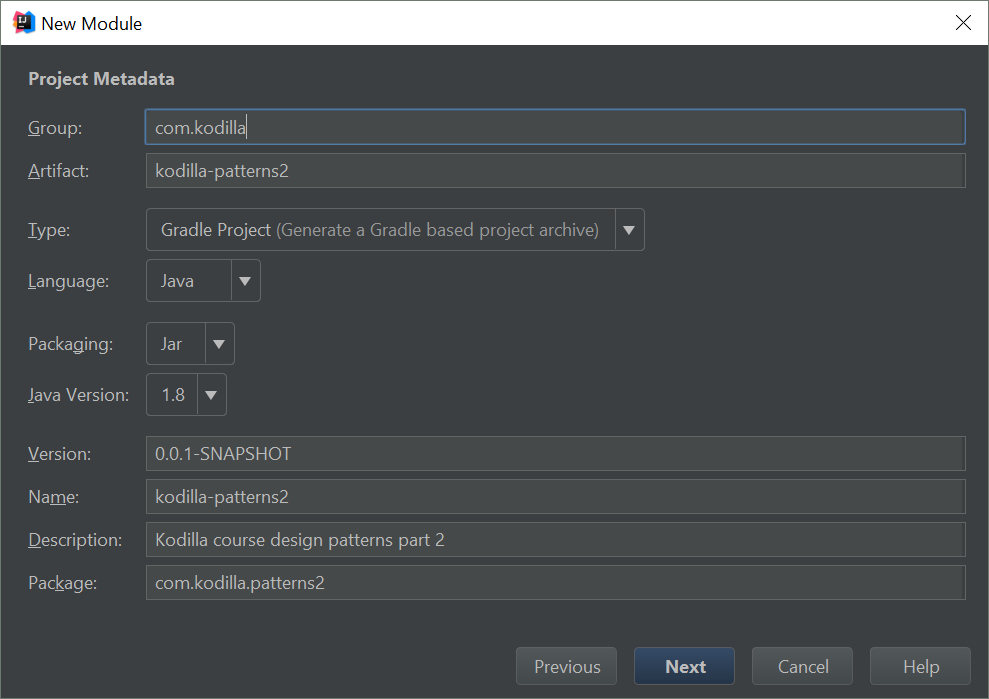 New Module
Project Metadata
Group: com.kodilla
Artifact: kodilla-patterns2
Type: Gradle Project (Generate a Gradle based project archive)
Language: Java
Packaging: Jar
Java Version: 1.8
Version: 0.0.1-SNAPSHOT
Name: kodilla-patterns2
Description: Kodilla course design patterns part 2
Package: com.kodilla.patterns2
Previous Next Cancel Help